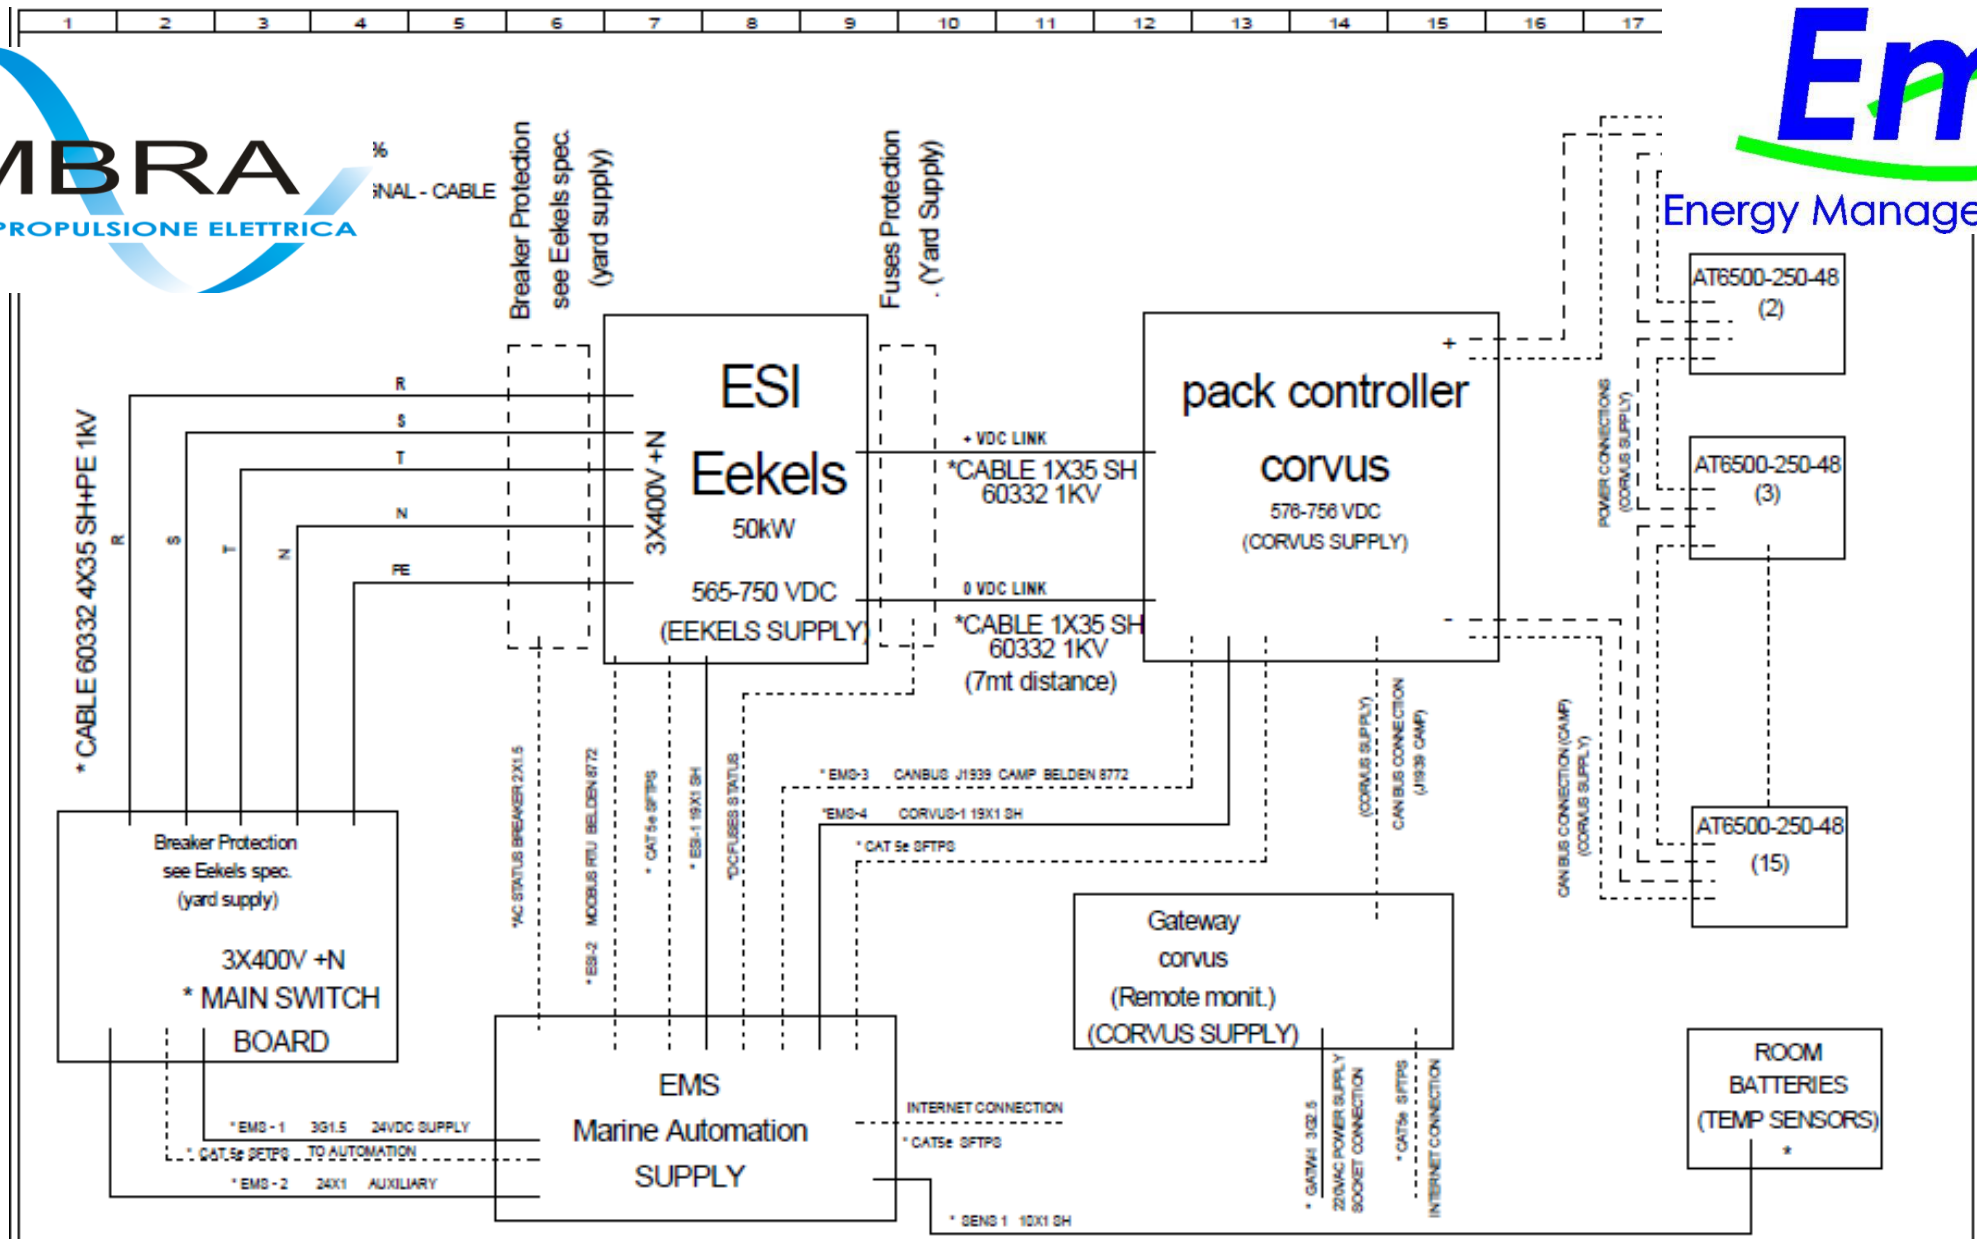 1 2 3 4 5 6 7 8 9 10 11 12 13 14 15 16 17
MBRA
PROPULSIONE ELETTRICA
%
GNAL - CABLE
Em
Energy Manage
Breaker Protection
see Eekels spec.
(yard supply)
Fuses Protection
. (Yard Supply)
* CABLE 60332 4X35 SH+PE 1kV
R
S
T
N
PE
R
S
T
N
3X400V +N
ESI
Eekels
50kW
565-750 VDC
(EEKELS SUPPLY)
+ VDC LINK
*CABLE 1X35 SH
60332 1KV
0 VDC LINK
*CABLE 1X35 SH
60332 1KV
(7mt distance)
+
pack controller
corvus
576-756 VDC
(CORVUS SUPPLY)
-
POWER CONNECTIONS
(CORVUS SUPPLY)
AT6500-250-48
(2)
AT6500-250-48
(3)
AT6500-250-48
(15)
CAN BUS CONNECTION (CAMP)
(CORVUS SUPPLY)
(CORVUS SUPPLY)
CAN BUS CONNECTION
(J1939 CAMP)
*AC STATUS BREAKER 2X1.5
* ESI-2 MODBUS RTU BELDEN 8772
* CAT 5e SFTPS
* ESI-1 19X1 SH
*DCFUSES STATUS
* EMS-3 CANBUS J1939 CAMP BELDEN 8772
*EMS-4 CORVUS-1 19X1 SH
* CAT 5e SFTPS
Breaker Protection
see Eekels spec.
(yard supply)
3X400V +N
* MAIN SWITCH
BOARD
Gateway
corvus
(Remote monit.)
(CORVUS SUPPLY)
EMS
Marine Automation
SUPPLY
* EMS - 1 3G1.5 24VDC SUPPLY
* CAT 5e SFTPS TO AUTOMATION
* EMS - 2 24X1 AUXILIARY
INTERNET CONNECTION
* CAT5e SFTPS
* SENS 1 10X1 SH
* GATW1 3G2.5
220VAC POWER SUPPLY
SOCKET CONNECTION
* CAT5e SFTPS
INTERNET CONNECTION
ROOM
BATTERIES
(TEMP SENSORS)
*